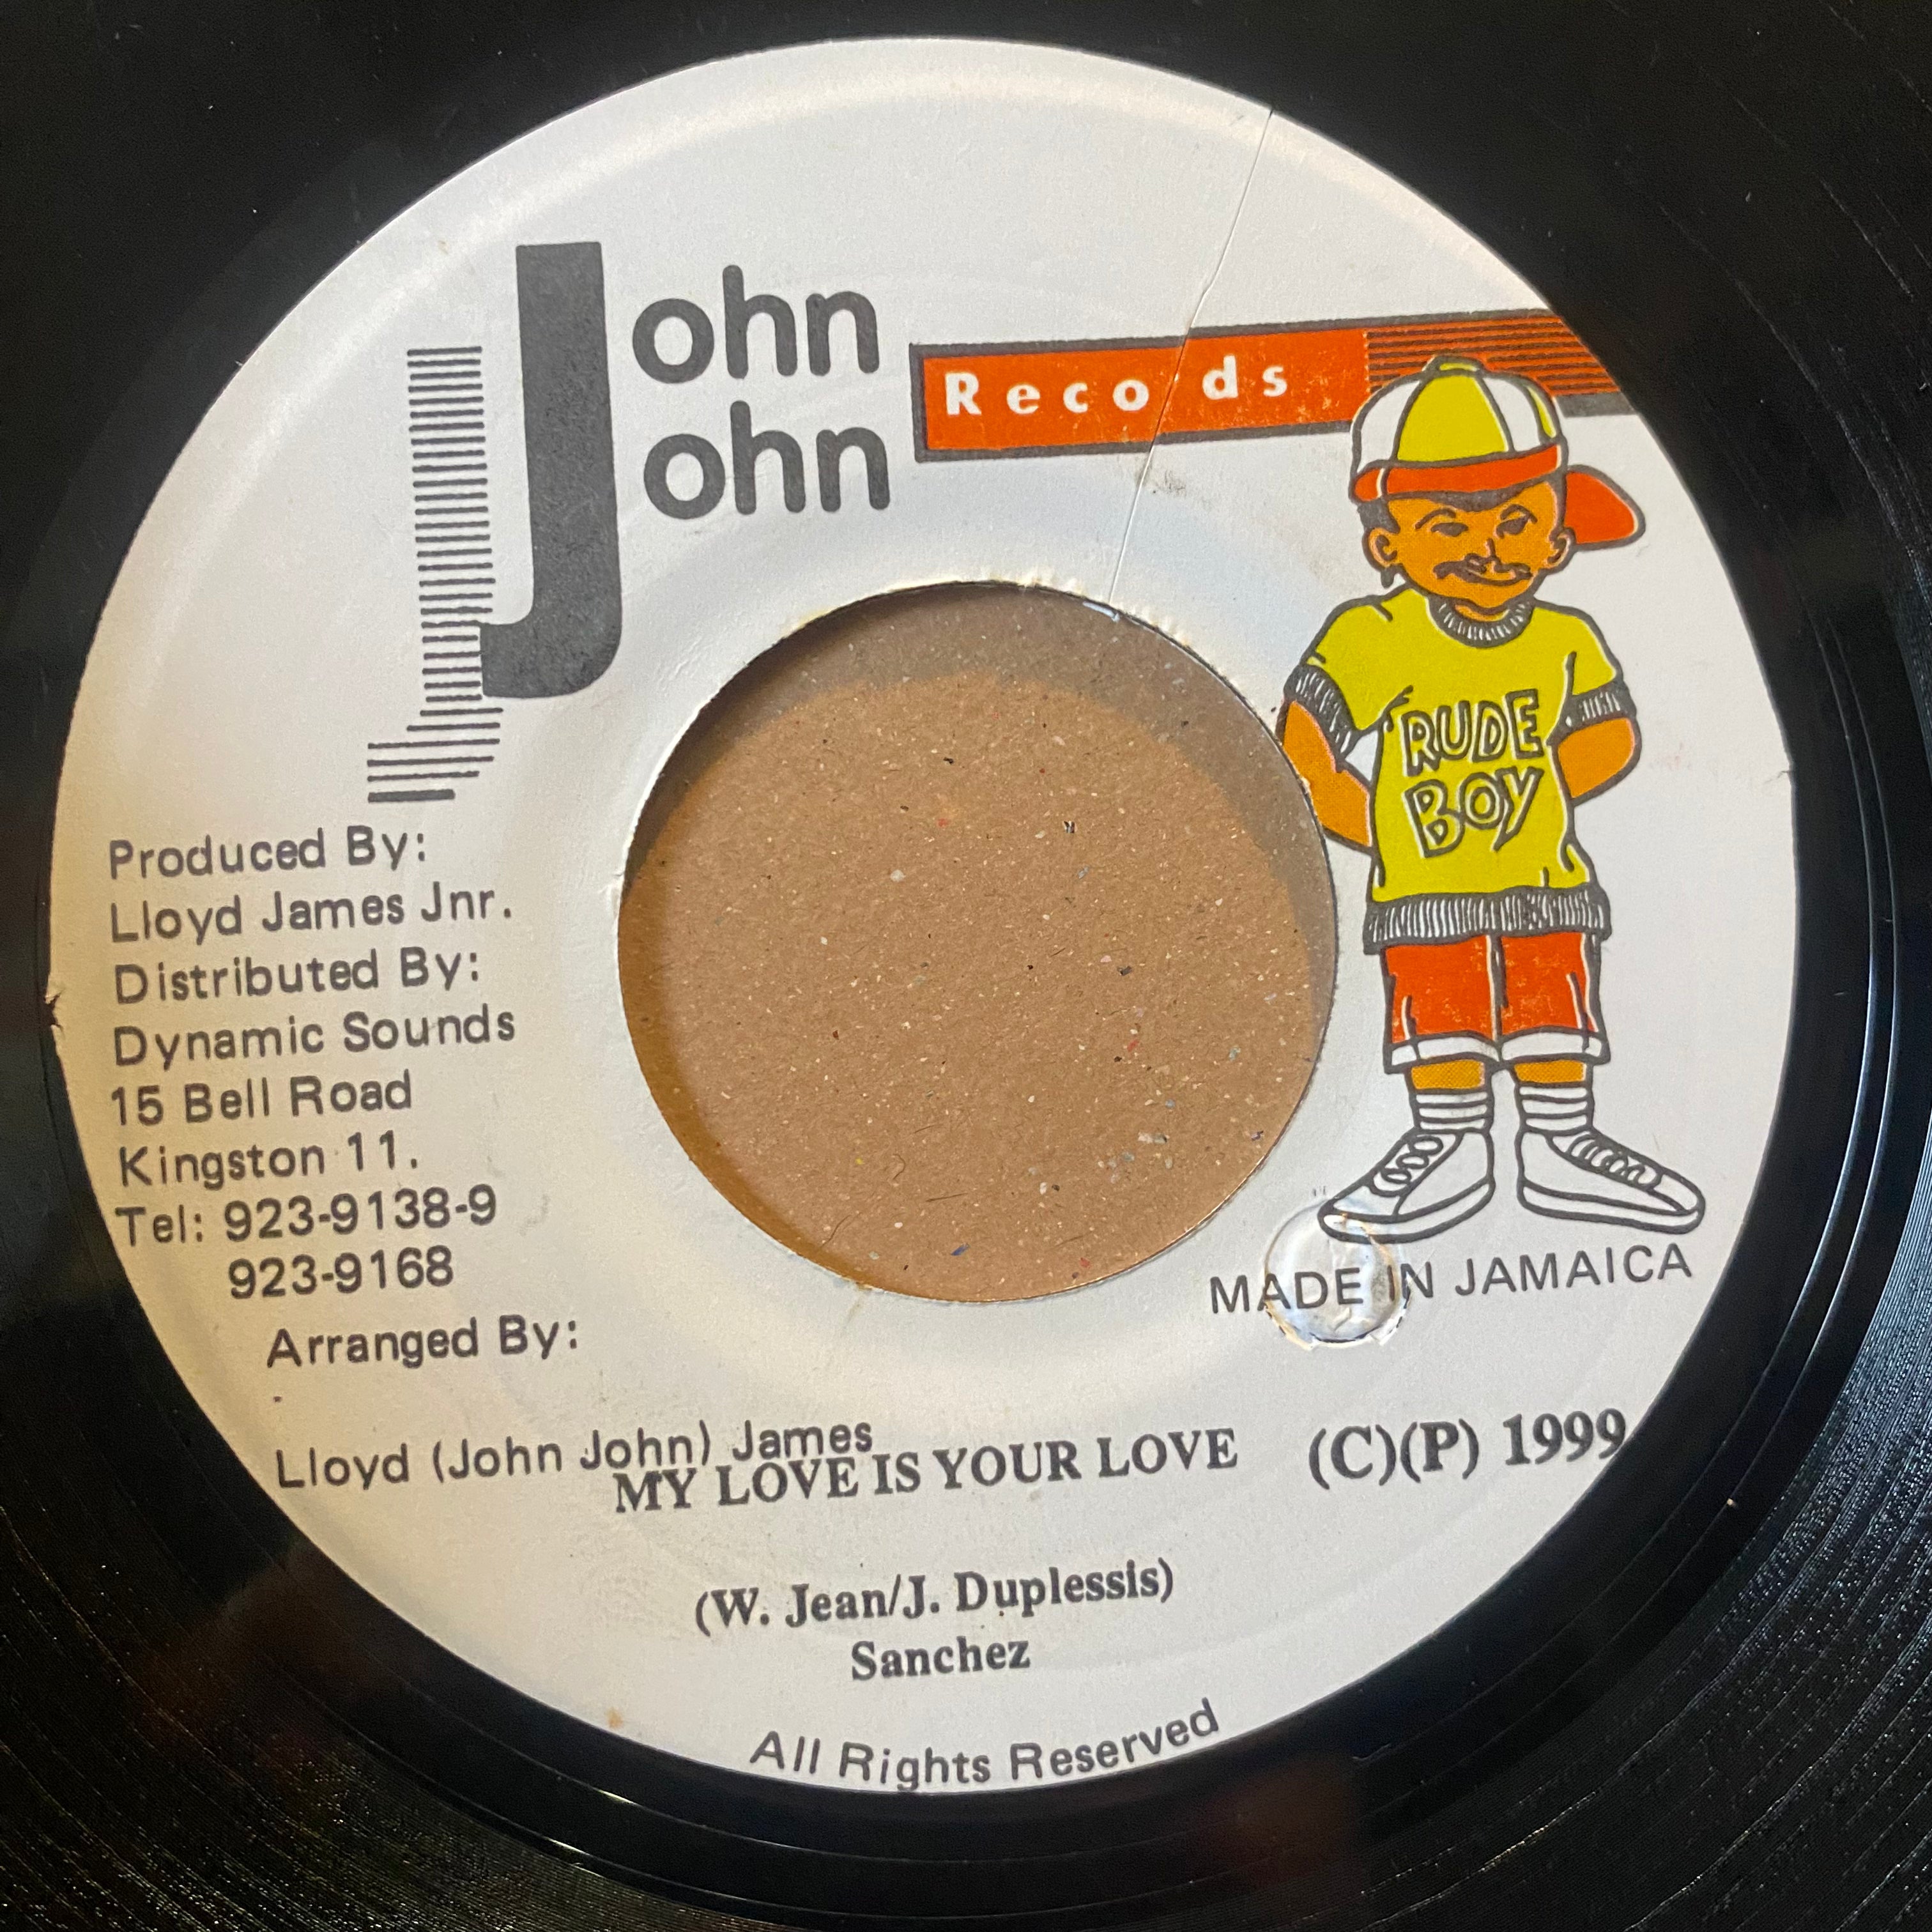 John
John
Records
RUDE
BOY
Produced By:
Lloyd James Jnr.
Distributed By:
Dynamic Sounds
15 Bell Road
Kingston 11.
Tel: 923-9138-9
923-9168
MADE IN JAMAICA
Arranged By:
Lloyd (John John) James
MY LOVE IS YOUR LOVE (C)(P) 1999
(W. Jean/J. Duplessis)
Sanchez
All Rights Reserved